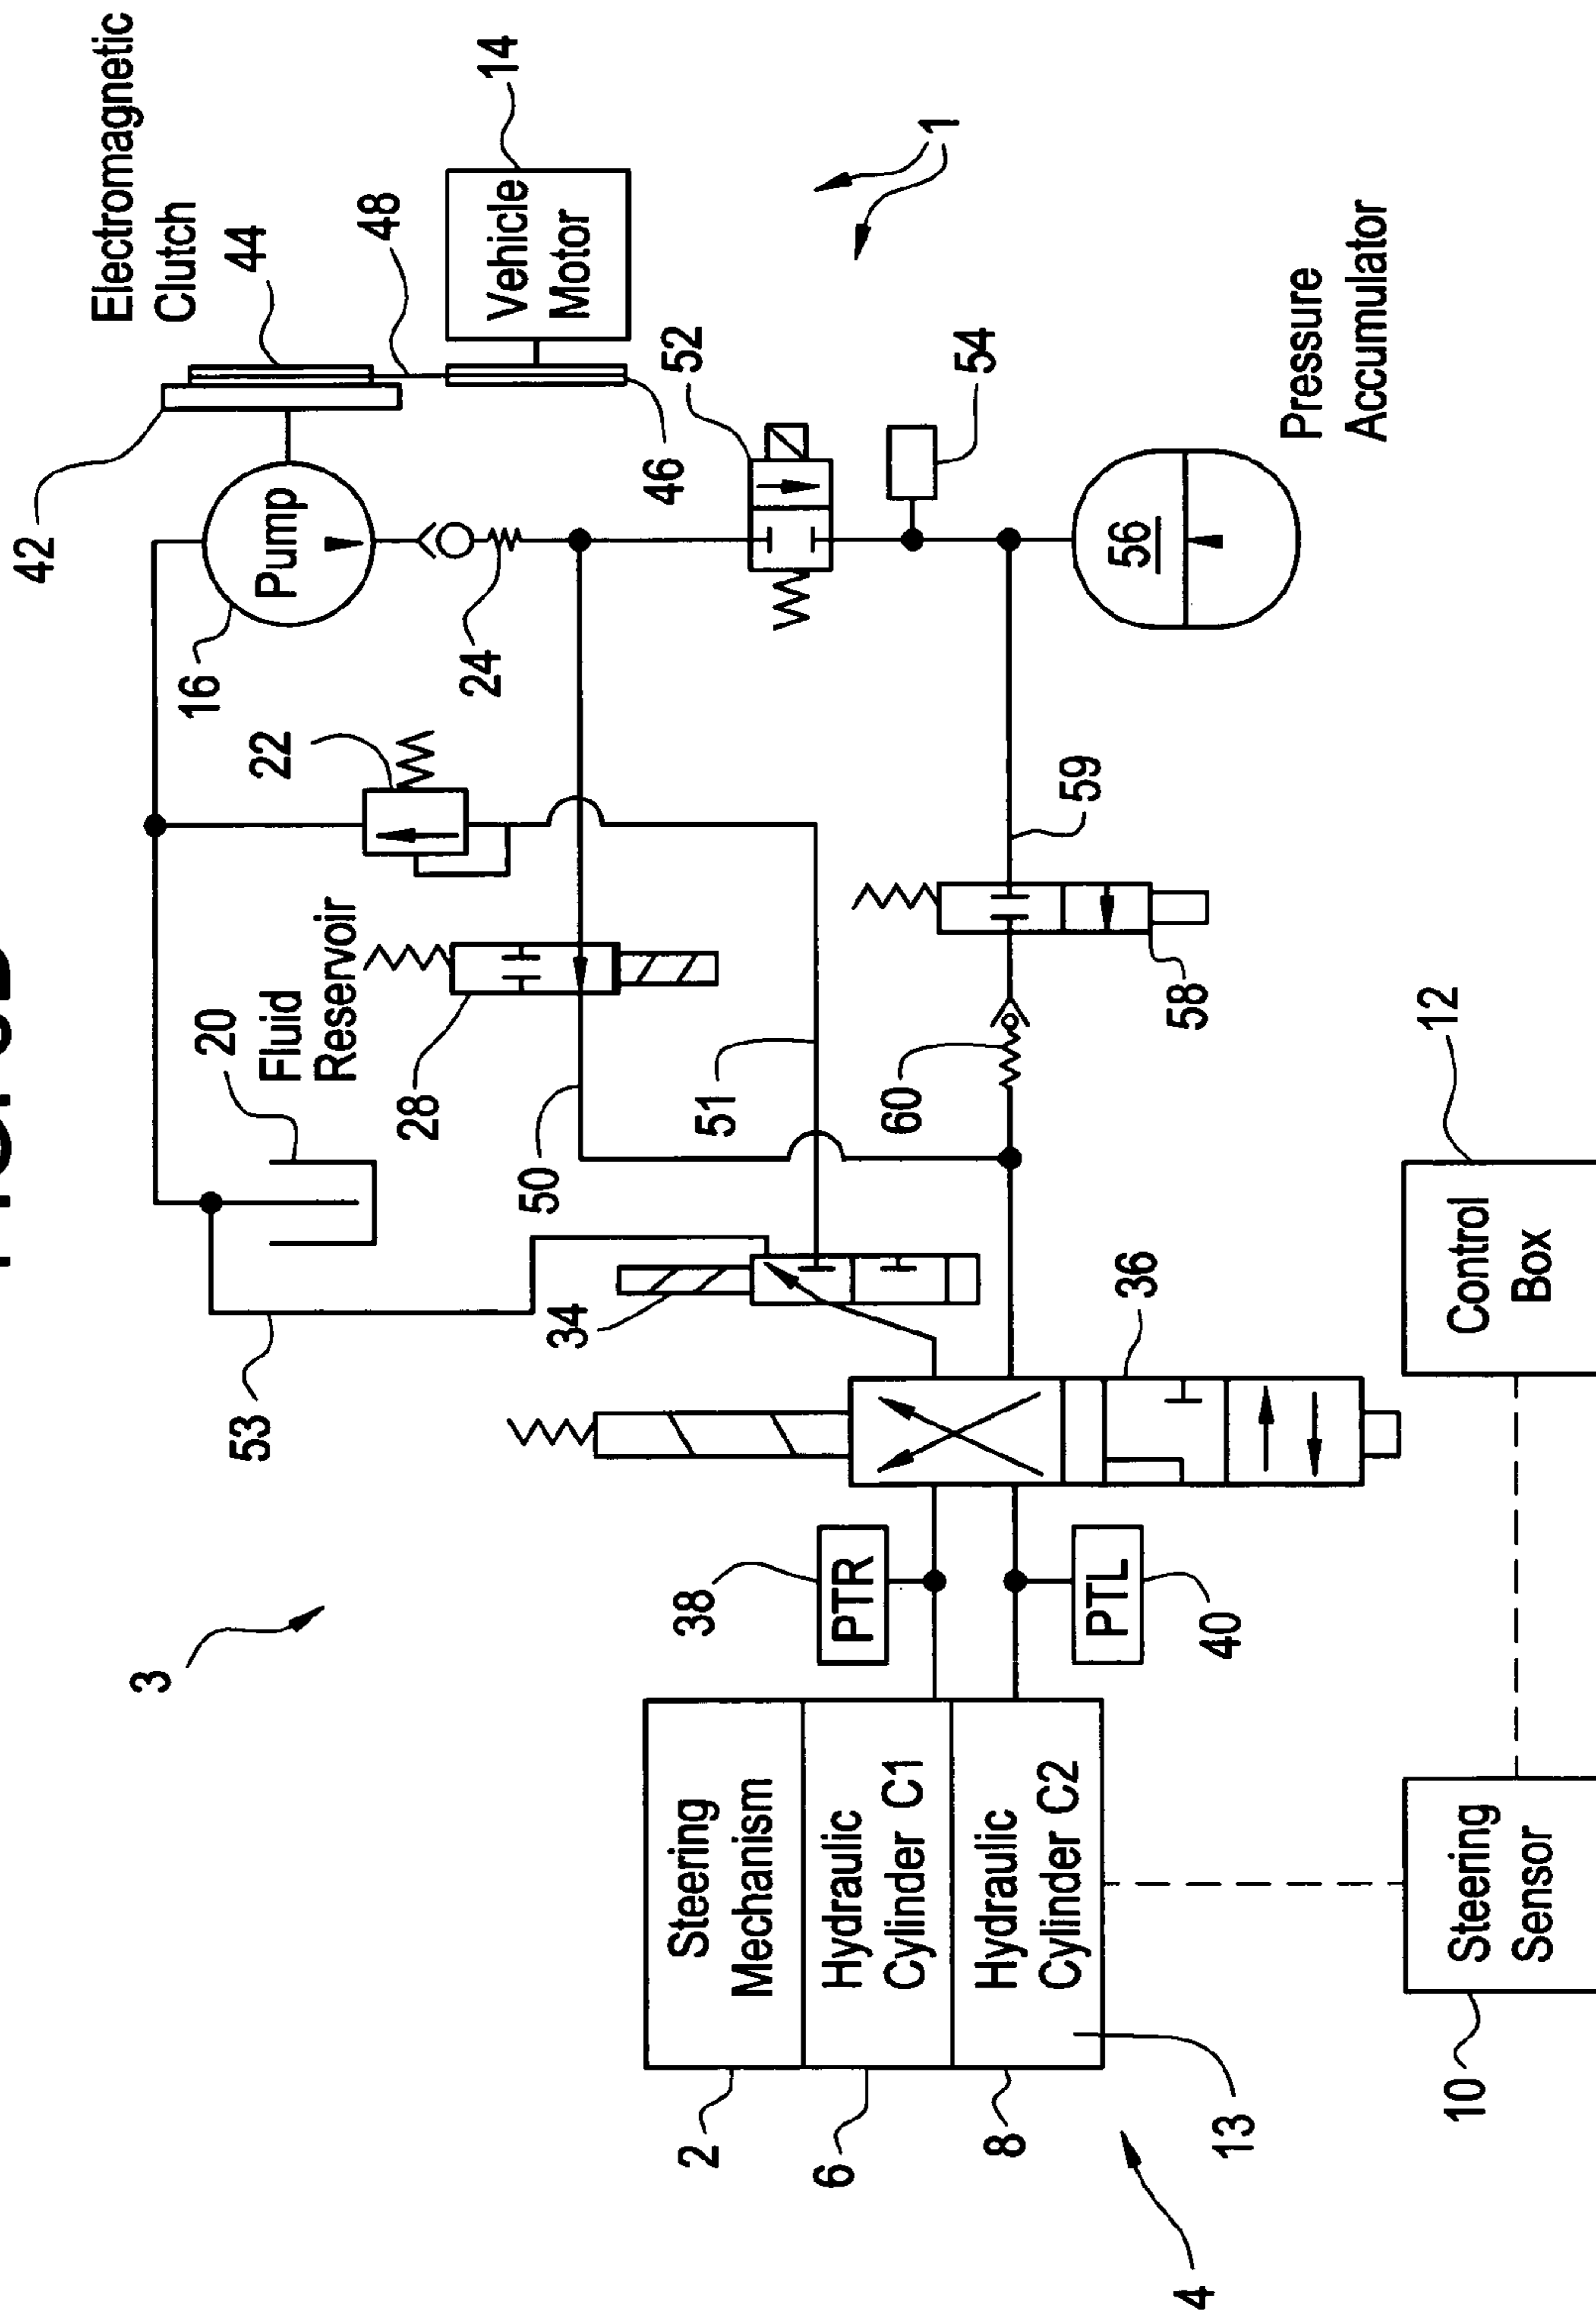 Electromagnetic
Clutch
42
3
53
20
Fluid
Reservoir
22
16
Pump
44
48
14
Vehicle
Motor
28
24
50
34
51
46
52
2
Steering
Mechanism
38
PTR
6
Hydraulic
Cylinder C1
60
54
1
8
Hydraulic
Cylinder C2
PTL
36
59
56
58
13
40
4
Pressure
Accumulator
10
Steering
Sensor
12
Control
Box